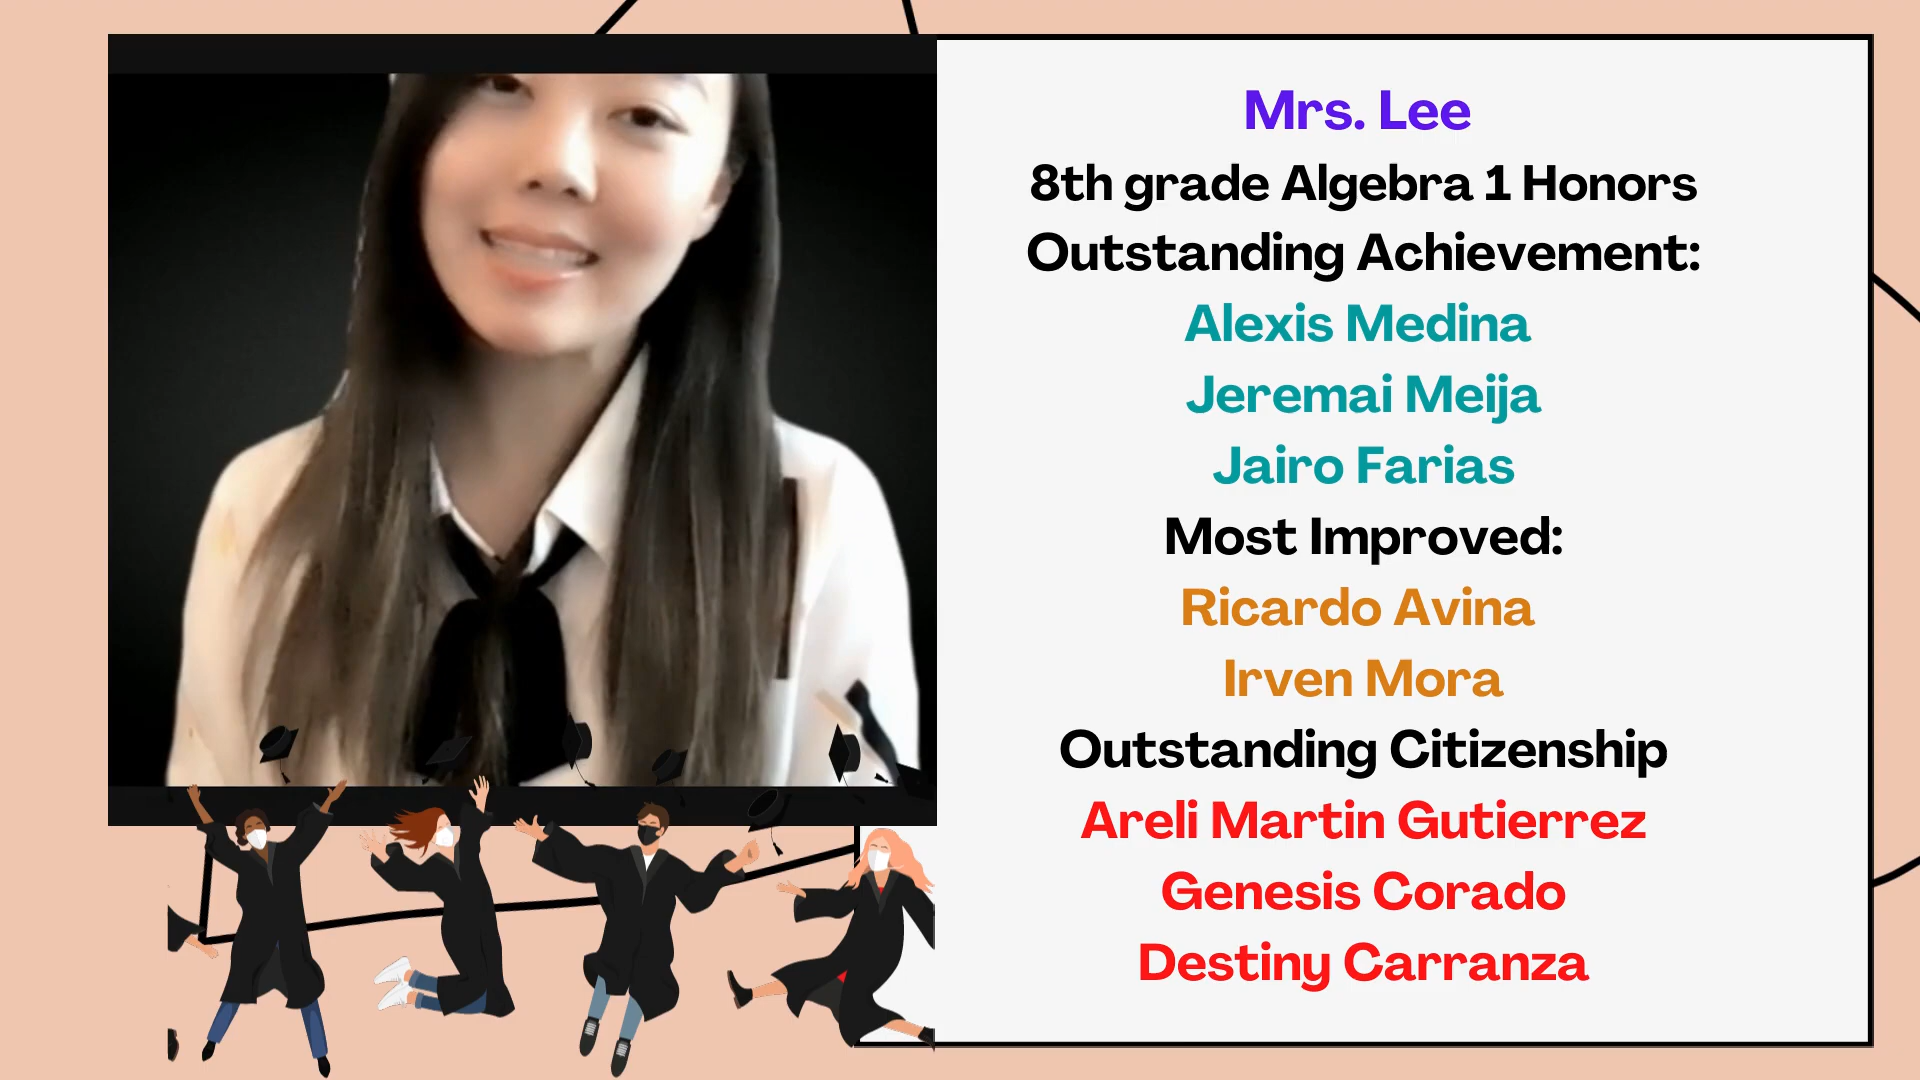 Mrs. Lee
8th grade Algebra 1 Honors
Outstanding Achievement:
Alexis Medina
Jeremai Meija
Jairo Farias
Most Improved:
Ricardo Avina
Irven Mora
Outstanding Citizenship
Areli Martin Gutierrez
Genesis Corado
Destiny Carranza